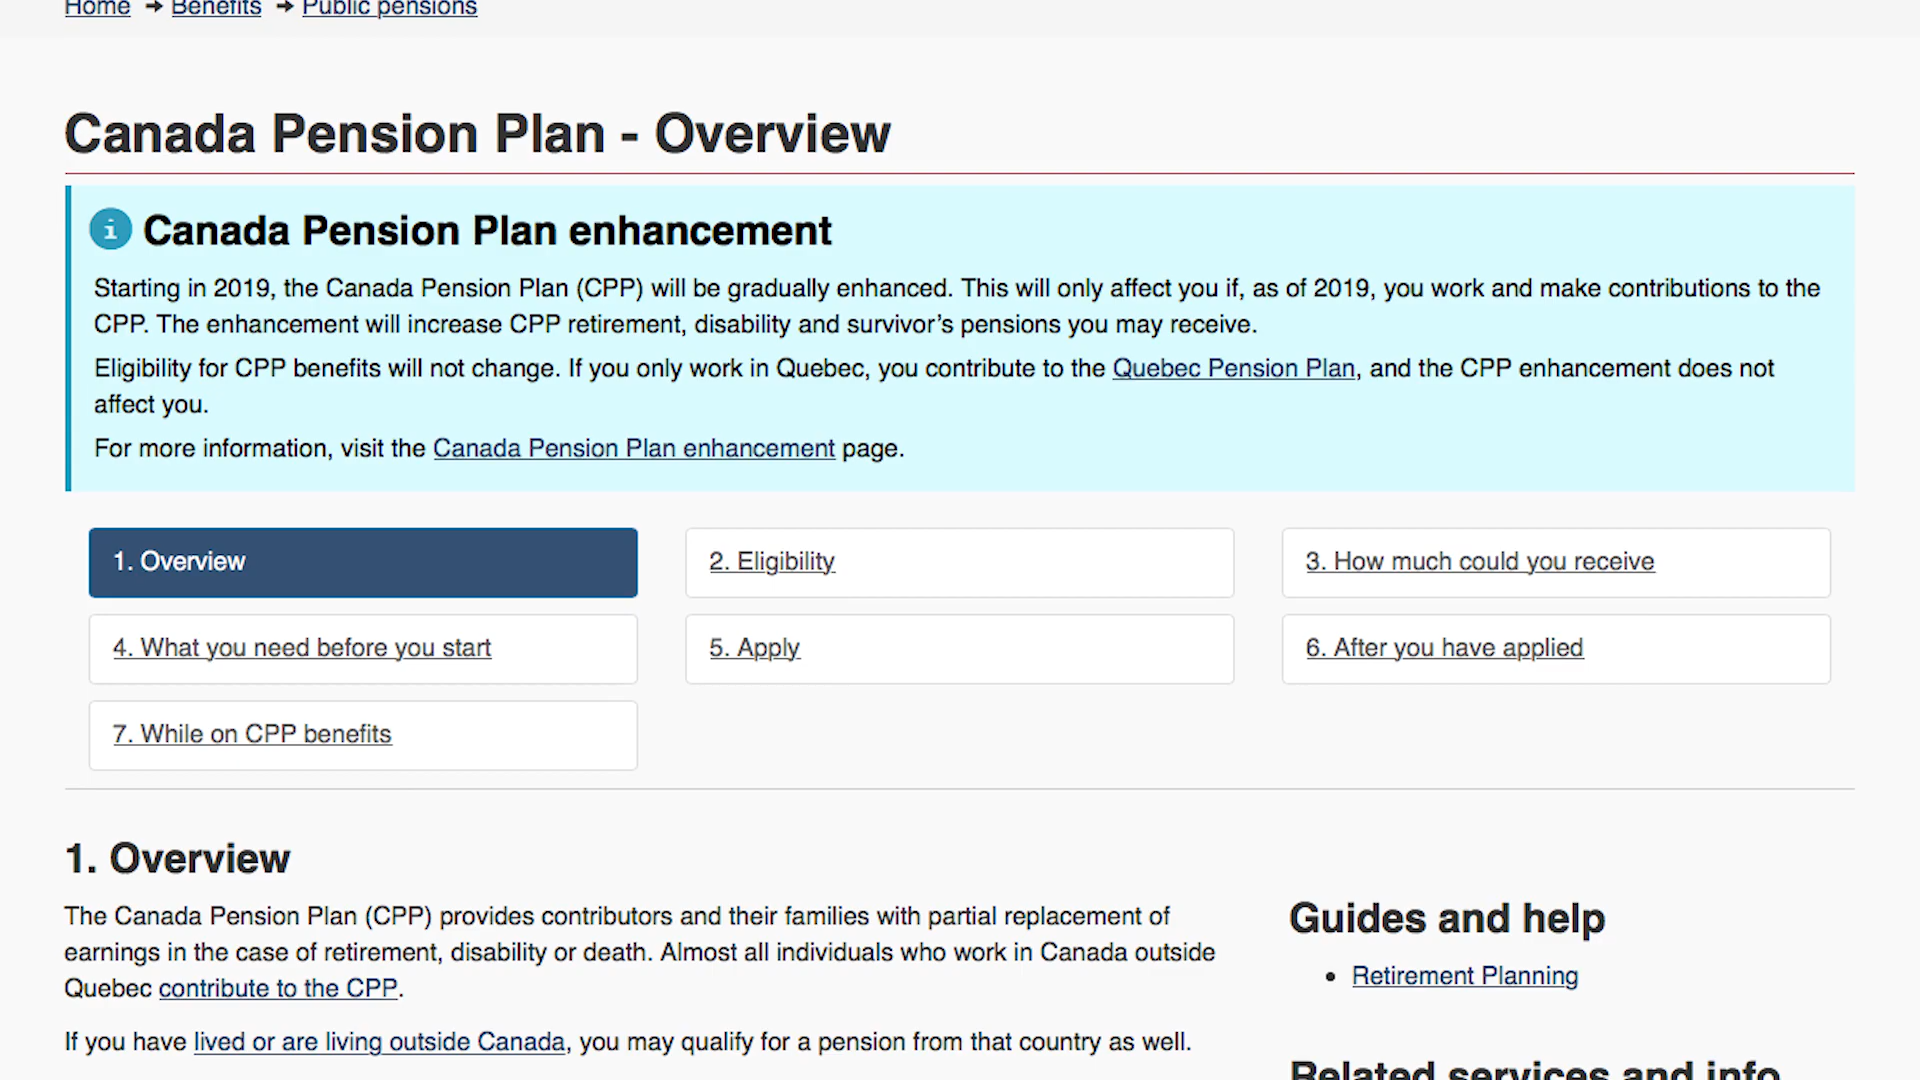 Home → Benefits → Public pensions
Canada Pension Plan - Overview
i Canada Pension Plan enhancement
Starting in 2019, the Canada Pension Plan (CPP) will be gradually enhanced. This will only affect you if, as of 2019, you work and make contributions to the
CPP. The enhancement will increase CPP retirement, disability and survivor’s pensions you may receive.
Eligibility for CPP benefits will not change. If you only work in Quebec, you contribute to the Quebec Pension Plan, and the CPP enhancement does not
affect you.
For more information, visit the Canada Pension Plan enhancement page.
1. Overview
2. Eligibility
3. How much could you receive
4. What you need before you start
5. Apply
6. After you have applied
7. While on CPP benefits
1. Overview
The Canada Pension Plan (CPP) provides contributors and their families with partial replacement of
earnings in the case of retirement, disability or death. Almost all individuals who work in Canada outside
Quebec contribute to the CPP.
If you have lived or are living outside Canada, you may qualify for a pension from that country as well.
Guides and help
• Retirement Planning
Related services and info